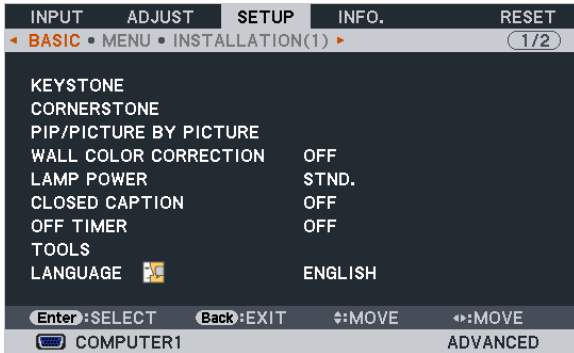 INPUT ADJUST SETUP INFO. RESET
BASIC • MENU • INSTALLATION(1) 1/2
KEYSTONE
CORNERSTONE
PIP/PICTURE BY PICTURE
WALL COLOR CORRECTION OFF
LAMP POWER STND.
CLOSED CAPTION OFF
OFF TIMER OFF
TOOLS
LANGUAGE ENGLISH
Enter:SELECT Back:EXIT :MOVE :MOVE
COMPUTER1 ADVANCED